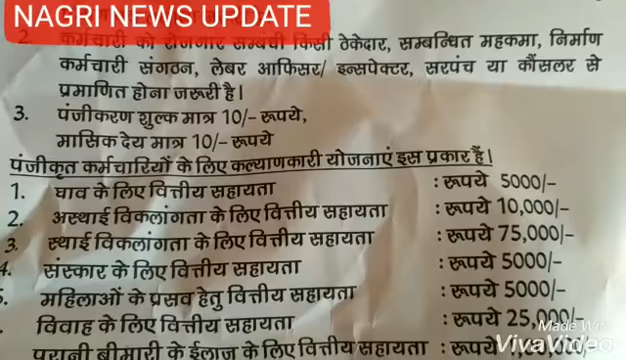 NAGRI NEWS UPDATE
2. कर्मचारी को रोजगार सम्बंधी किसी ठेकेदार, सम्बन्धित महकमा, निर्माण
कर्मचारी संगठन, लेबर आफिसर/ इन्सपेक्टर, सरपंच या कौंसलर से
प्रमाणित होना जरूरी है।
3. पंजीकरण शुल्क मात्र 10/- रूपये,
मासिक देय मात्र 10/- रूपये
पंजीकृत कर्मचारियों के लिए कल्याणकारी योजनाएं इस प्रकार हैं।
1. घाव के लिए वित्तीय सहायता : रूपये 5000/-
2. अस्थाई विकलांगता के लिए वित्तीय सहायता : रूपये 10,000/-
3. स्थाई विकलांगता के लिए वित्तीय सहायता : रूपये 75,000/-
4. संस्कार के लिए वित्तीय सहायता : रूपये 5000/-
5. महिलाओं के प्रसव हेतु वित्तीय सहायता : रूपये 5000/-
विवाह के लिए वित्तीय सहायता : रूपये 25,000/-
पुरानी बीमारी के ईलाज के लिए वित्तीय सहायता : रूपये
Made With
VivaVideo